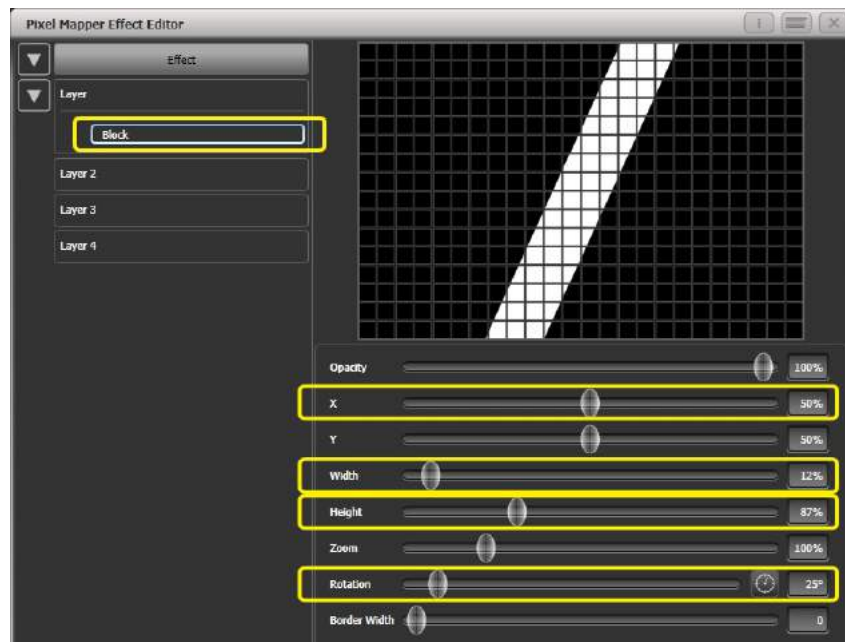 Pixel Mapper Effect Editor
Effect
Layer
Block
Layer 2
Layer 3
Layer 4
Opacity 100%
X 50%
Y 50%
Width 12%
Height 87%
Zoom 100%
Rotation 25°
Border Width 0